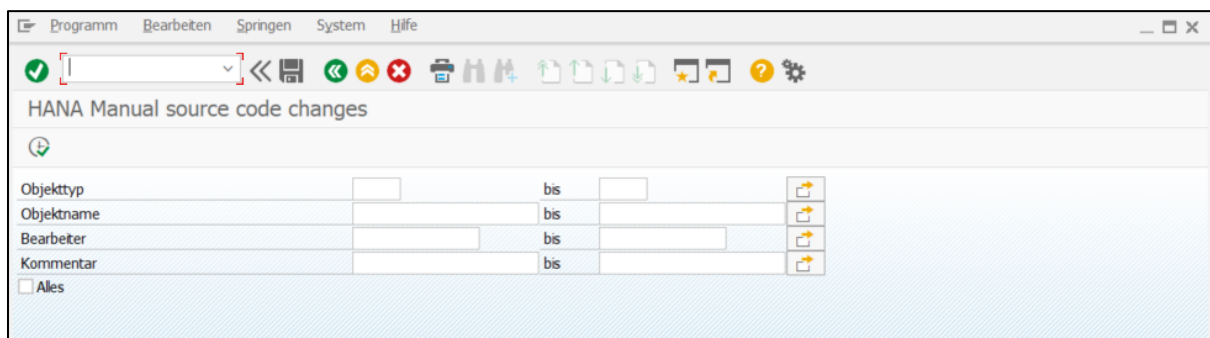 Programm Bearbeiten Springen System Hilfe
HANA Manual source code changes
Objekttyp bis
Objektname bis
Bearbeiter bis
Kommentar bis
Alles